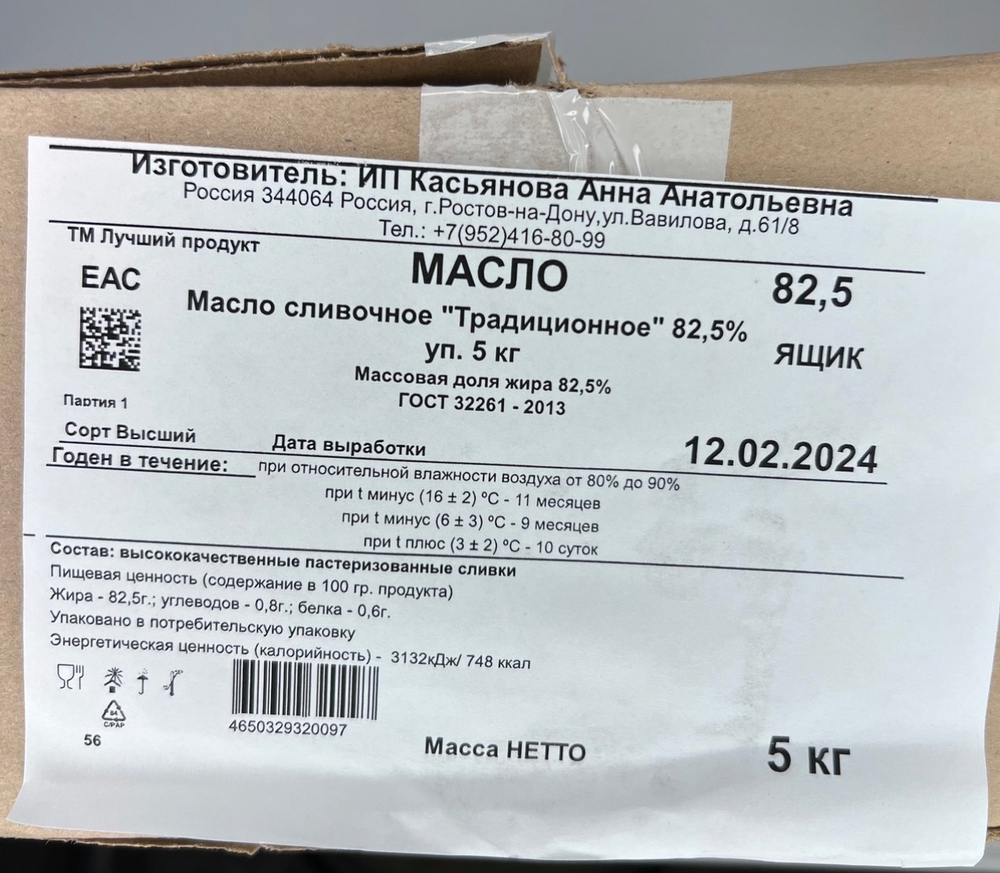 Изготовитель: ИП Касьянова Анна Анатольевна
Россия 344064 Россия, г.Ростов-на-Дону,ул.Вавилова, д.61/8
Тел.: +7(952)416-80-99
ТМ Лучший продукт
МАСЛО
82,5
ЕАС
Масло сливочное "Традиционное" 82,5%
уп. 5 кг
ЯЩИК
Массовая доля жира 82,5%
ГОСТ 32261 - 2013
Партия 1
Сорт Высший
Дата выработки
12.02.2024
Годен в течение:
при относительной влажности воздуха от 80% до 90%
при t минус (16 ± 2) ºС - 11 месяцев
при t минус (6 ± 3) ºС - 9 месяцев
при t плюс (3 ± 2) ºС - 10 суток
Состав: высококачественные пастеризованные сливки
Пищевая ценность (содержание в 100 гр. продукта)
Жира - 82,5г.; углеводов - 0,8г.; белка - 0,6г.
Упаковано в потребительскую упаковку
Энергетическая ценность (калорийность) - 3132кДж/ 748 ккал
84
C/PAP
4650329320097
56
Масса НЕТТО
5 кг